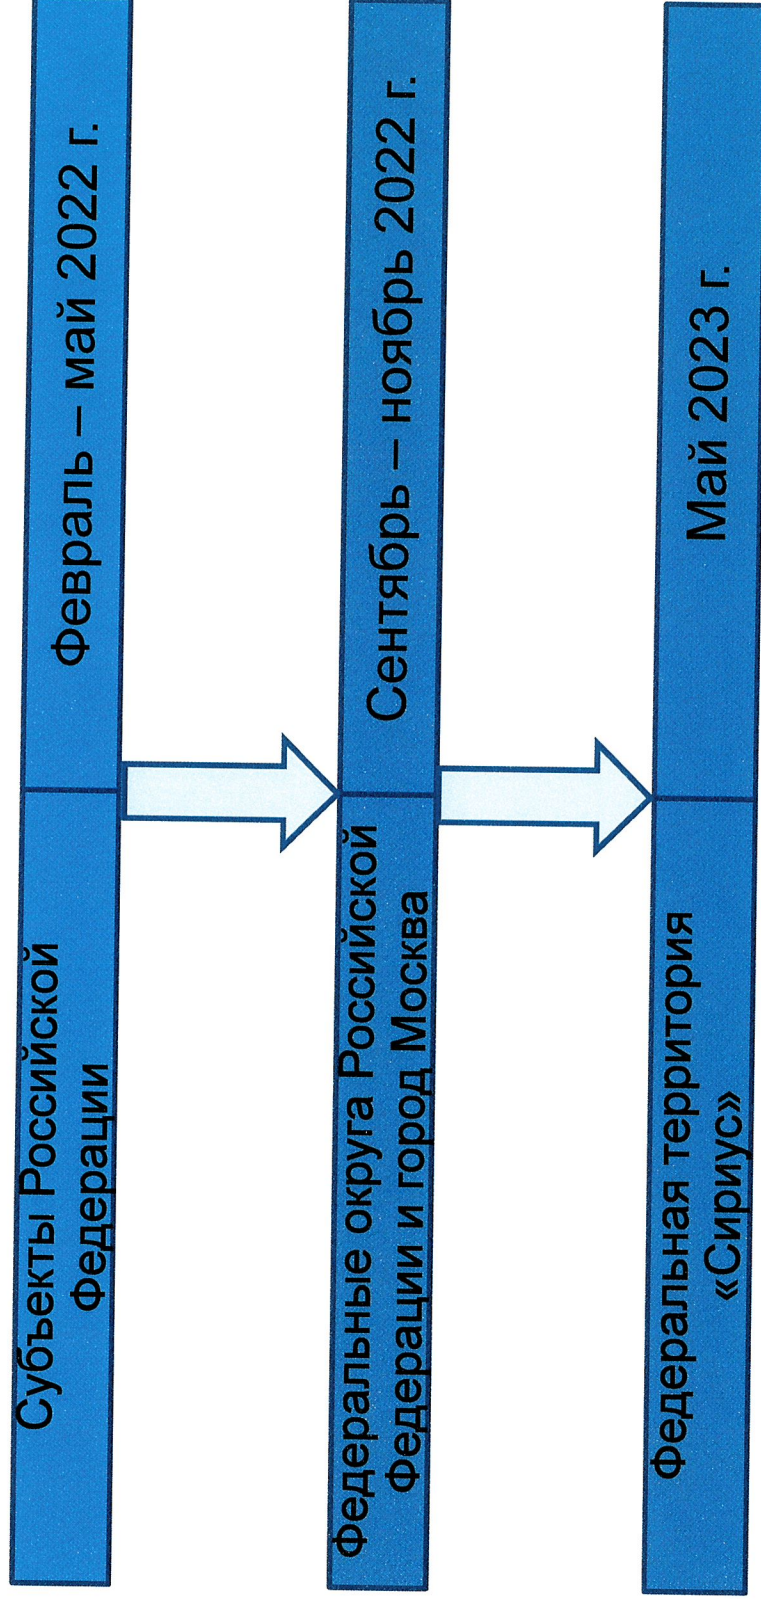 Субъекты Российской
Федерации
Февраль – май 2022 г.
Федеральные округа Российской
Федерации и город Москва
Сентябрь – ноябрь 2022 г.
Федеральная территория
«Сириус»
Май 2023 г.